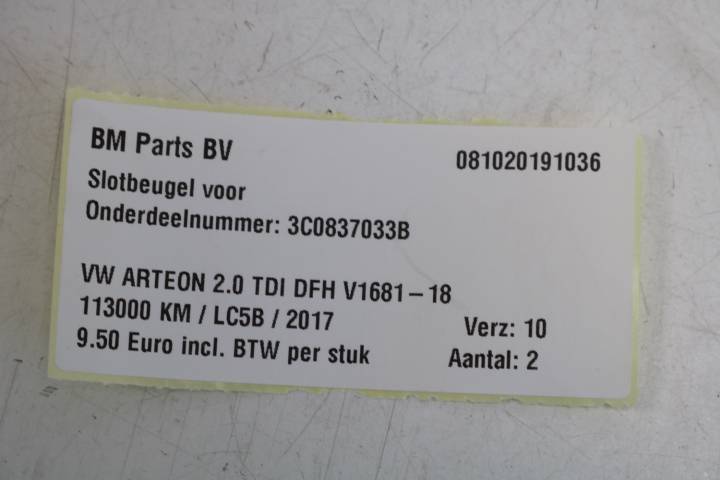 BM Parts BV 081020191036
Slotbeugel voor
Onderdeelnummer: 3C0837033B
VW ARTEON 2.0 TDI DFH V1681-18
113000 KM / LC5B / 2017 Verz: 10
9.50 Euro incl. BTW per stuk Aantal: 2